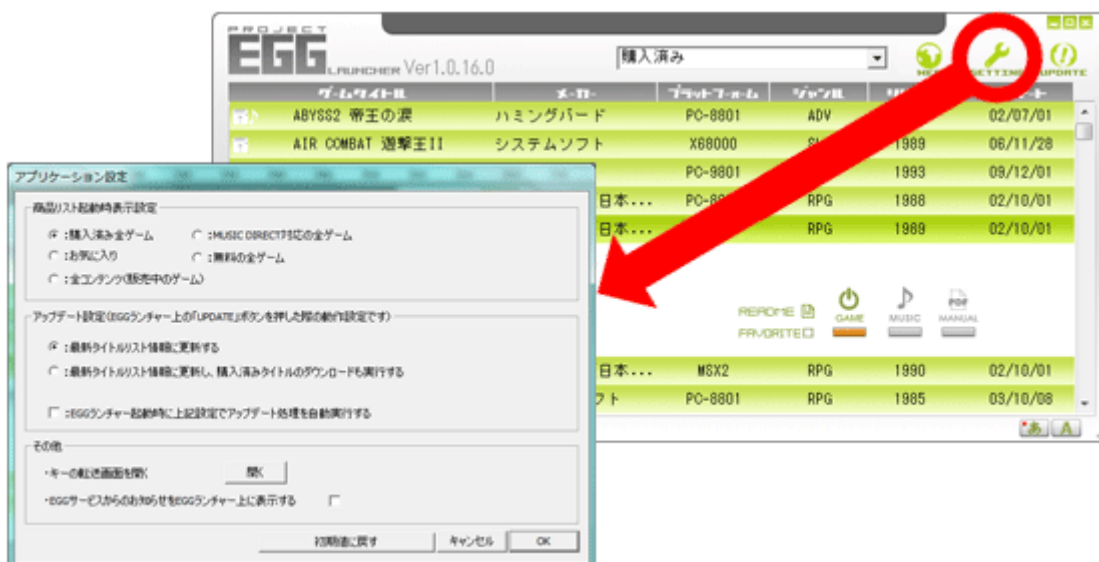 PROJECT
EGG LAUNCHER Ver1.0.16.0
購入済み
SETTING UPDATE
ゲームタイトル メーカー プラットフォーム ジャンル
ABYSS2 帝王の涙 ハミングバード PC-8801 ADV 02/07/01
AIR COMBAT 遊撃王II システムソフト X68000 1989 06/11/28
PC-9801 1993 09/12/01
日本... RPG 1988 02/10/01
日本... RPG 1989 02/10/01
README
GAME MUSIC PDF MANUAL
FAVORITE
日本... MSX2 RPG 1990 02/10/01
フト PC-8801 RPG 1985 03/10/08
あ A
アプリケーション設定
商品リスト起動時表示設定
:購入済み全ゲーム :MUSIC DIRECT対応の全ゲーム
:お気に入り :無料の全ゲーム
:全コンテンツ(販売中のゲーム)
アップデート設定(EGGランチャー上の「UPDATE」ボタンを押した際の動作設定です)
:最新タイトルリスト情報に更新する
:最新タイトルリスト情報に更新し、購入済みタイトルのダウンロードも実行する
:EGGランチャー起動時に上記設定でアップデート処理を自動実行する
その他
・キーの転送画面を開く 開く
・EGGサービスからのお知らせをEGGランチャー上に表示する
初期値に戻す キャンセル OK